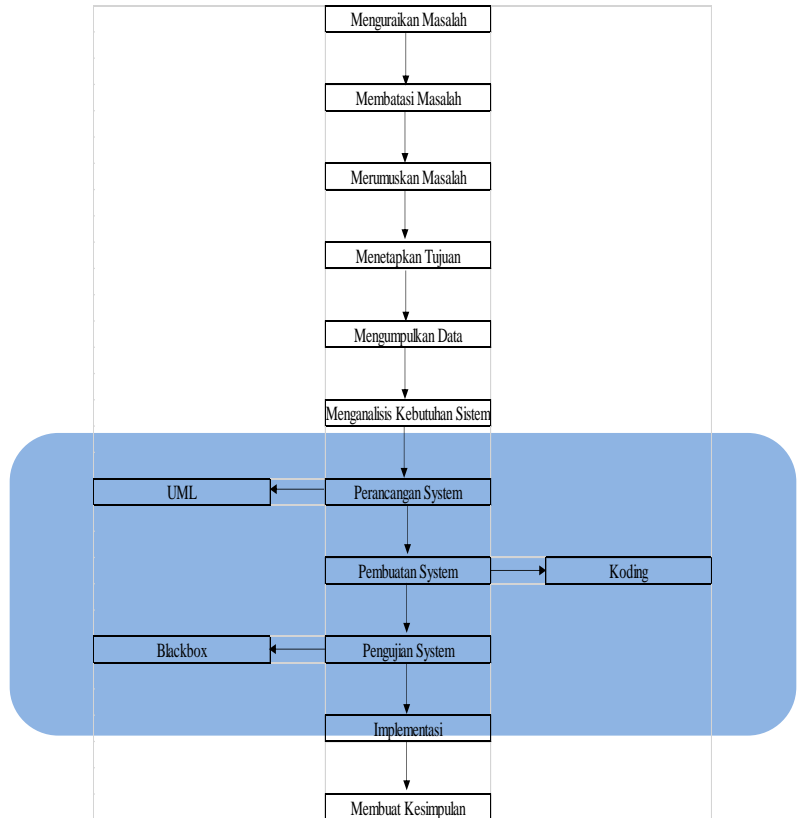 Menguraikan Masalah
Membatasi Masalah
Merumuskan Masalah
Menetapkan Tujuan
Mengumpulkan Data
Menganalisis Kebutuhan Sistem
UML
Perancangan System
Pembuatan System
Koding
Blackbox
Pengujian System
Implementasi
Membuat Kesimpulan